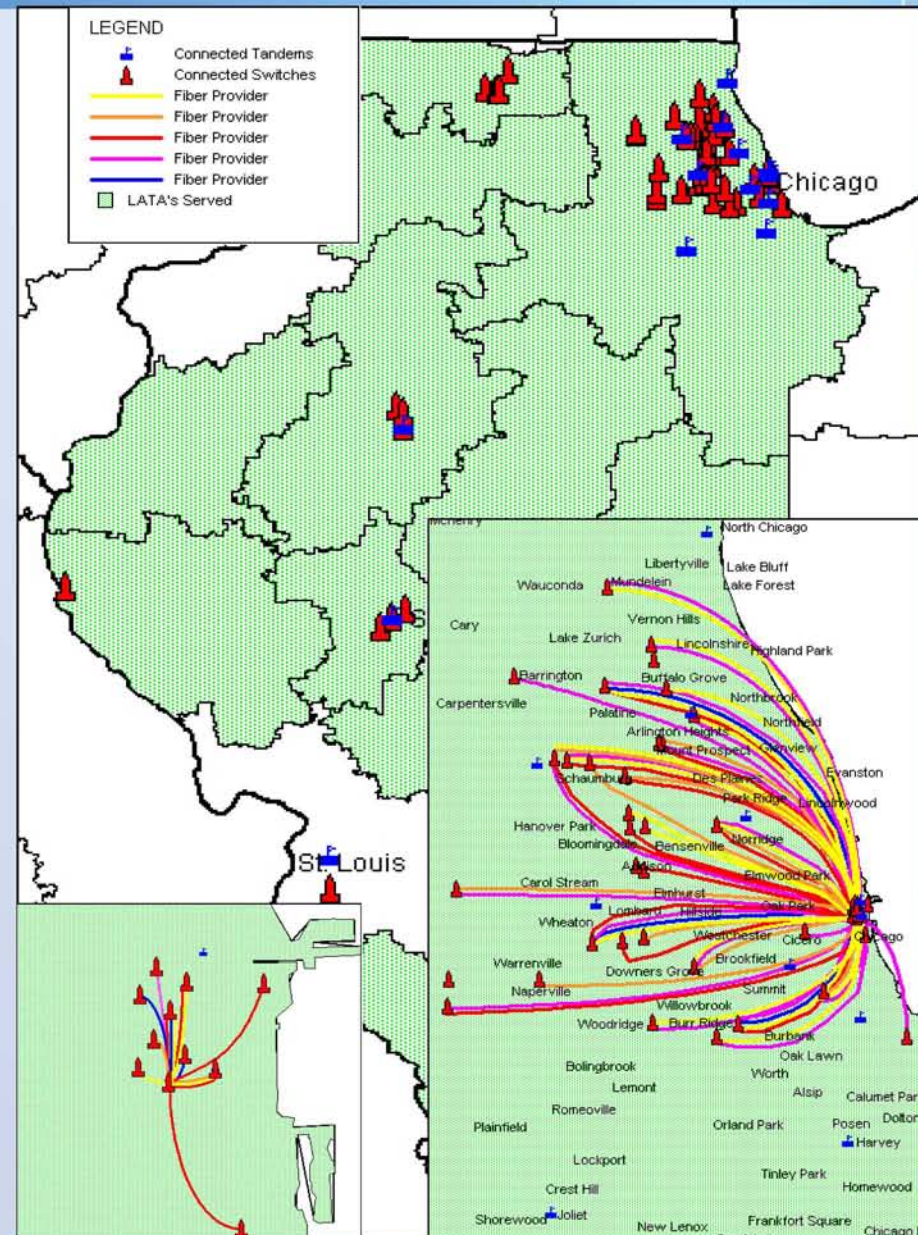 LEGEND
Connected Tandems
Connected Switches
Fiber Provider
Fiber Provider
Fiber Provider
Fiber Provider
Fiber Provider
LATA's Served
Chicago
S
St. Louis
North Chicago
Libertyville
Lake Bluff
Wauconda
Mundelein
Lake Forest
Cary
Vernon Hills
Lake Zurich
Lincolnshire
Highland Park
Barrington
Buffalo Grove
Northbrook
Carpentersville
Palatine
Northfield
Arlington Heights
Mount Prospect
Glenview
Schaumburg
Des Plaines
Evanston
Park Ridge
Lincolnwood
Hanover Park
Norridge
Bloomingdale
Bensenville
Addison
Elmwood Park
Carol Stream
Elmhurst
Oak Park
Lombard
Hillside
Wheaton
Westchester
Cicero
Chicago
Warrenville
Downers Grove
Brookfield
Naperville
Summit
Willowbrook
Woodridge
Burr Ridge
Burbank
Oak Lawn
Bolingbrook
Worth
Lemont
Alsip
Calumet Par
Romeoville
Plainfield
Orland Park
Posen
Dolton
Harvey
Lockport
Tinley Park
Crest Hill
Homewood
Shorewood
Joliet
New Lenox
Frankfort Square
Chicago